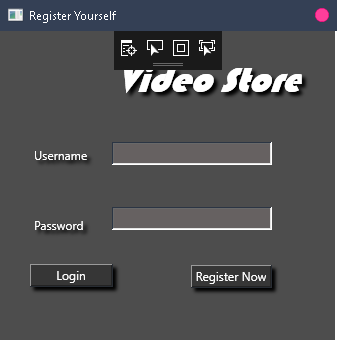 Register Yourself
Video Store
Username
Password
Login
Register Now